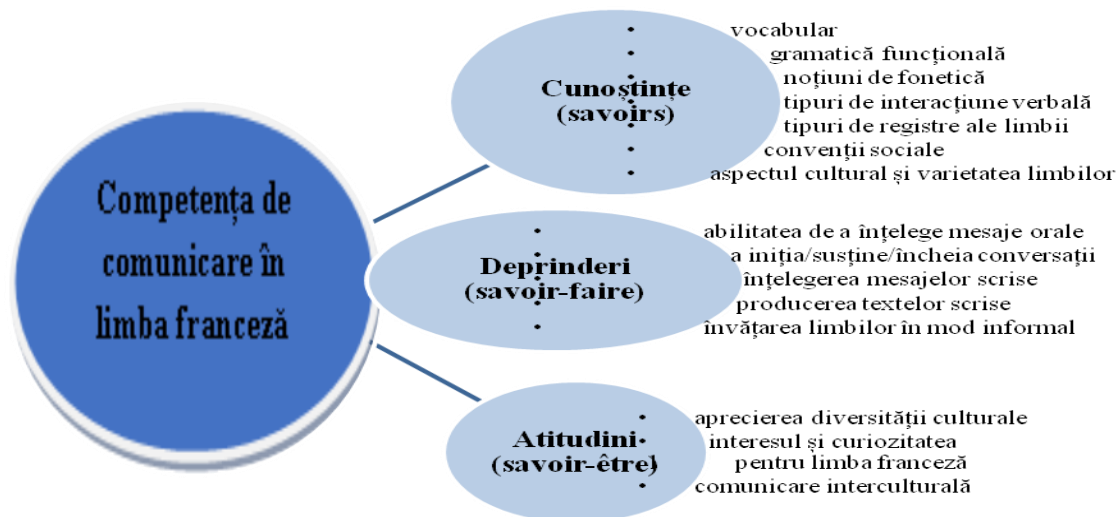 Competența de
comunicare în
limba franceză
Cunoștințe
(savoirs)
• vocabular
• gramatică funcțională
• noțiuni de fonetică
• tipuri de interacțiune verbală
• tipuri de registre ale limbii
• convenții sociale
• aspectul cultural și varietatea limbilor
Deprinderi
(savoir-faire)
• abilitatea de a înțelege mesaje orale
• a iniția/susține/încheia conversații
• înțelegerea mesajelor scrise
• producerea textelor scrise
• învățarea limbilor în mod informal
Atitudini
(savoir-être)
• aprecierea diversității culturale
• interesul și curiozitatea
pentru limba franceză
• comunicare interculturală